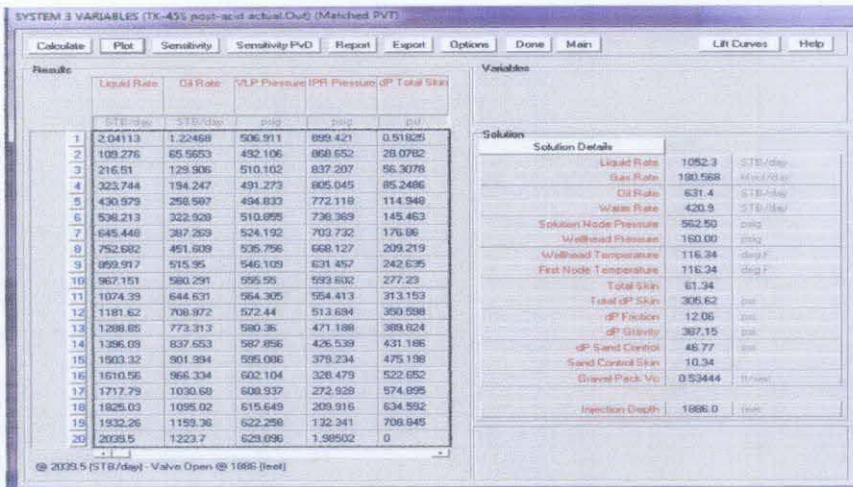 SYSTEM 3 VARIABLES (TK-45S post-acid actual.Out) (Matched PVT)
Calculate Plot Sensitivity Sensitivity PvD Report Export Options Done Main Lift Curves Help
Results
Variables
Liquid Rate Oil Rate VLP Pressure IPR Pressure dP Total Skin
STB/day STB/day psig psig psi
1 2.04113 1.22468 506.911 899.421 0.51825
2 109.276 65.5653 492.106 868.652 28.0782
3 216.51 129.906 510.102 837.207 56.3078
4 323.744 194.247 491.273 805.045 85.2486
5 430.979 258.587 494.833 772.118 114.948
6 538.213 322.928 510.855 738.369 145.463
7 645.448 387.269 524.192 703.732 176.86
8 752.682 451.609 535.756 668.127 209.219
9 859.917 515.95 546.109 631.457 242.635
10 967.151 580.291 555.55 593.602 277.23
11 1074.39 644.631 564.305 554.413 313.153
12 1181.62 708.972 572.44 513.694 350.598
13 1288.85 773.313 580.36 471.188 389.824
14 1396.09 837.653 587.856 426.539 431.186
15 1503.32 901.994 595.086 379.234 475.198
16 1610.56 966.334 602.104 328.479 522.652
17 1717.79 1030.68 608.937 272.928 574.895
18 1825.03 1095.02 615.649 209.916 634.592
19 1932.26 1159.36 622.258 132.341 708.845
20 2039.5 1223.7 629.096 1.98502 0
@ 2039.5 (STB/day) - Valve Open @ 1886 (feet)
Solution
Solution Details
Liquid Rate 1052.3 STB/day
Gas Rate 190.568
Oil Rate 631.4 STB/day
Water Rate 420.9 STB/day
Solution Node Pressure 562.50 psig
Wellhead Pressure 160.00 psig
Wellhead Temperature 116.34 deg F
First Node Temperature 116.34 deg F
Total Skin 61.34
Total dP Skin 305.62 psi
dP Friction 12.06 psi
dP Gravity 387.15 psi
dP Sand Control 46.77 psi
Sand Control Skin 10.34
Gravel Pack Vc 0.53444 ft/sec
Injection Depth 1886.0 feet